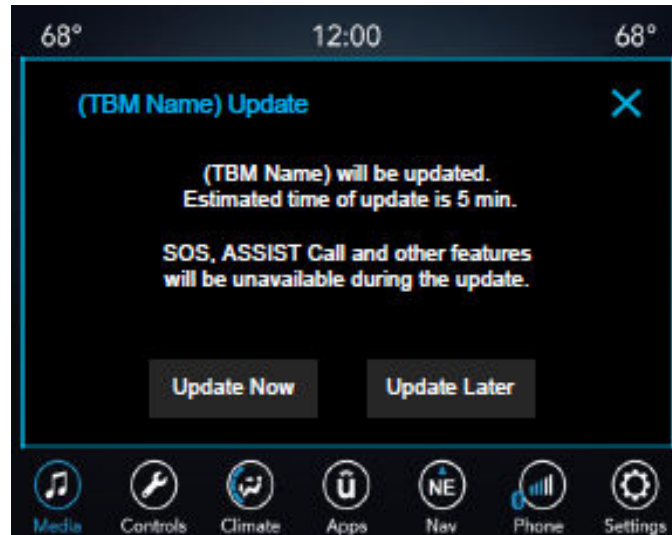 68° 12:00 68°
(TBM Name) Update
(TBM Name) will be updated.
Estimated time of update is 5 min.
SOS, ASSIST Call and other features
will be unavailable during the update.
Update Now Update Later
û NE
Media Controls Climate Apps Nav Phone Settings